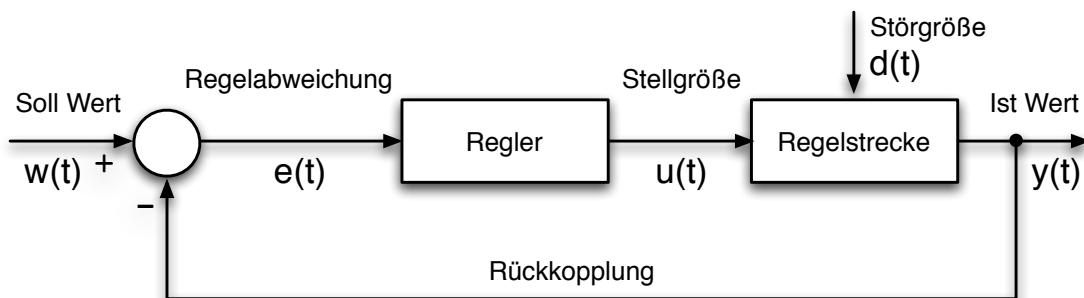 Störgröße
d(t)
Regelabweichung
Stellgröße
Soll Wert
Ist Wert
Regler
Regelstrecke
w(t)
+
e(t)
u(t)
y(t)
−
Rückkopplung